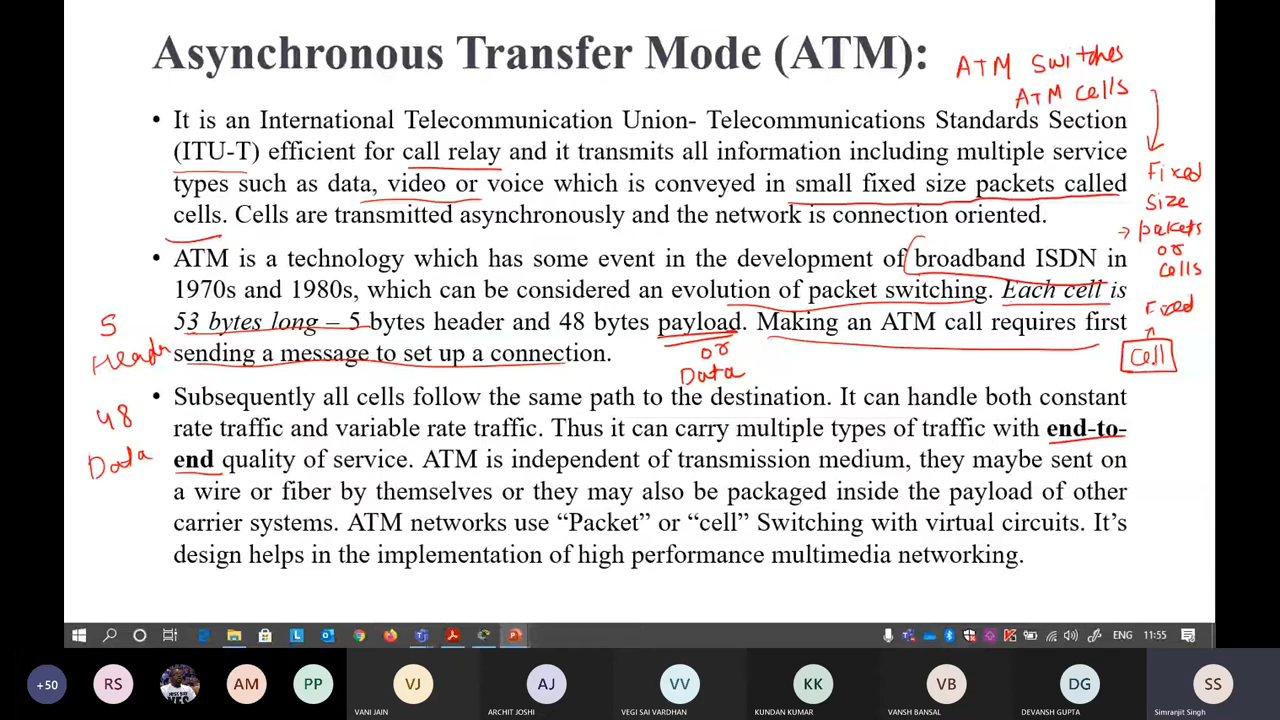 Asynchronous Transfer Mode (ATM):
ATM Switches
ATM cells
• It is an International Telecommunication Union- Telecommunications Standards Section
(ITU-T) efficient for call relay and it transmits all information including multiple service
types such as data, video or voice which is conveyed in small fixed size packets called
cells. Cells are transmitted asynchronously and the network is connection oriented.
Fixed
Size
packets
or
cells
• ATM is a technology which has some event in the development of broadband ISDN in
1970s and 1980s, which can be considered an evolution of packet switching. Each cell is
53 bytes long – 5 bytes header and 48 bytes payload. Making an ATM call requires first
sending a message to set up a connection.
Fixed
Cell
or
Data
5
Header
48
Data
• Subsequently all cells follow the same path to the destination. It can handle both constant
rate traffic and variable rate traffic. Thus it can carry multiple types of traffic with end-to-
end quality of service. ATM is independent of transmission medium, they maybe sent on
a wire or fiber by themselves or they may also be packaged inside the payload of other
carrier systems. ATM networks use “Packet” or “cell” Switching with virtual circuits. It’s
design helps in the implementation of high performance multimedia networking.
ENG 11:55
+50 RS AM PP VJ AJ VV KK VB DG SS
VANI JAIN ARCHIT JOSHI VEGI SAI VARDHAN KUNDAN KUMAR VANSH BANSAL DEVANSH GUPTA Simranjit Singh